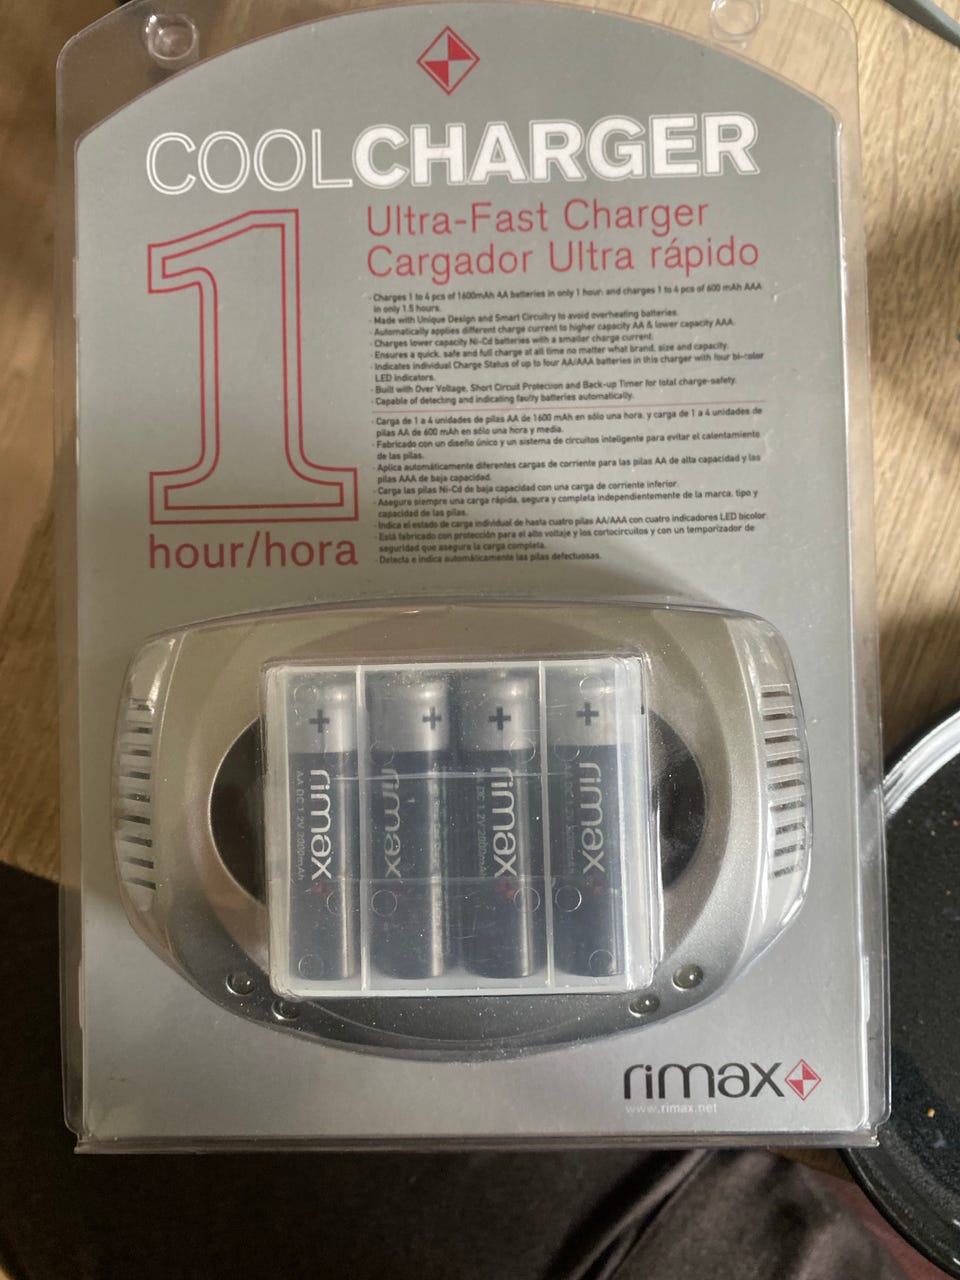 COOLCHARGER
1
hour/hora
Ultra-Fast Charger
Cargador Ultra rápido
· Charges 1 to 4 pcs of 1600mAh AA batteries in only 1 hour; and charges 1 to 4 pcs of 600 mAh AAA
in only 1.5 hours.
· Made with Unique Design and Smart Circuitry to avoid overheating batteries.
· Automatically applies different charge current to higher capacity AA & lower capacity AAA.
· Charges lower capacity Ni-Cd batteries with a smaller charge current.
· Ensures a quick, safe and full charge at all time no matter what brand, size and capacity.
· Indicates individual Charge Status of up to four AA/AAA batteries in this charger with four bi-color
LED indicators.
· Built with Over Voltage, Short Circuit Protection and Back-up Timer for total charge-safety.
· Capable of detecting and indicating faulty batteries automatically.
· Carga de 1 a 4 unidades de pilas AA de 1600 mAh en sólo una hora, y carga de 1 a 4 unidades de
pilas AA de 600 mAh en sólo una hora y media.
· Fabricado con un diseño único y un sistema de circuitos inteligente para evitar el calentamiento
de las pilas.
· Aplica automáticamente diferentes cargas de corriente para las pilas AA de alta capacidad y las
pilas AAA de baja capacidad.
· Carga las pilas Ni-Cd de baja capacidad con una carga de corriente inferior.
· Asegura siempre una carga rápida, segura y completa independientemente de la marca, tipo y
capacidad de las pilas.
· Indica el estado de carga individual de hasta cuatro pilas AA/AAA con cuatro indicadores LED bicolor.
· Está fabricado con protección para el alto voltaje y los cortocircuitos y con un temporizador de
seguridad que asegura la carga completa.
· Detecta e indica automáticamente las pilas defectuosas.
+ + + +
rimax
AA DC 1.2V 2000mAh
rimax
rimax
DC 1.2V 2000mAh
rimax
rimax
www.rimax.net